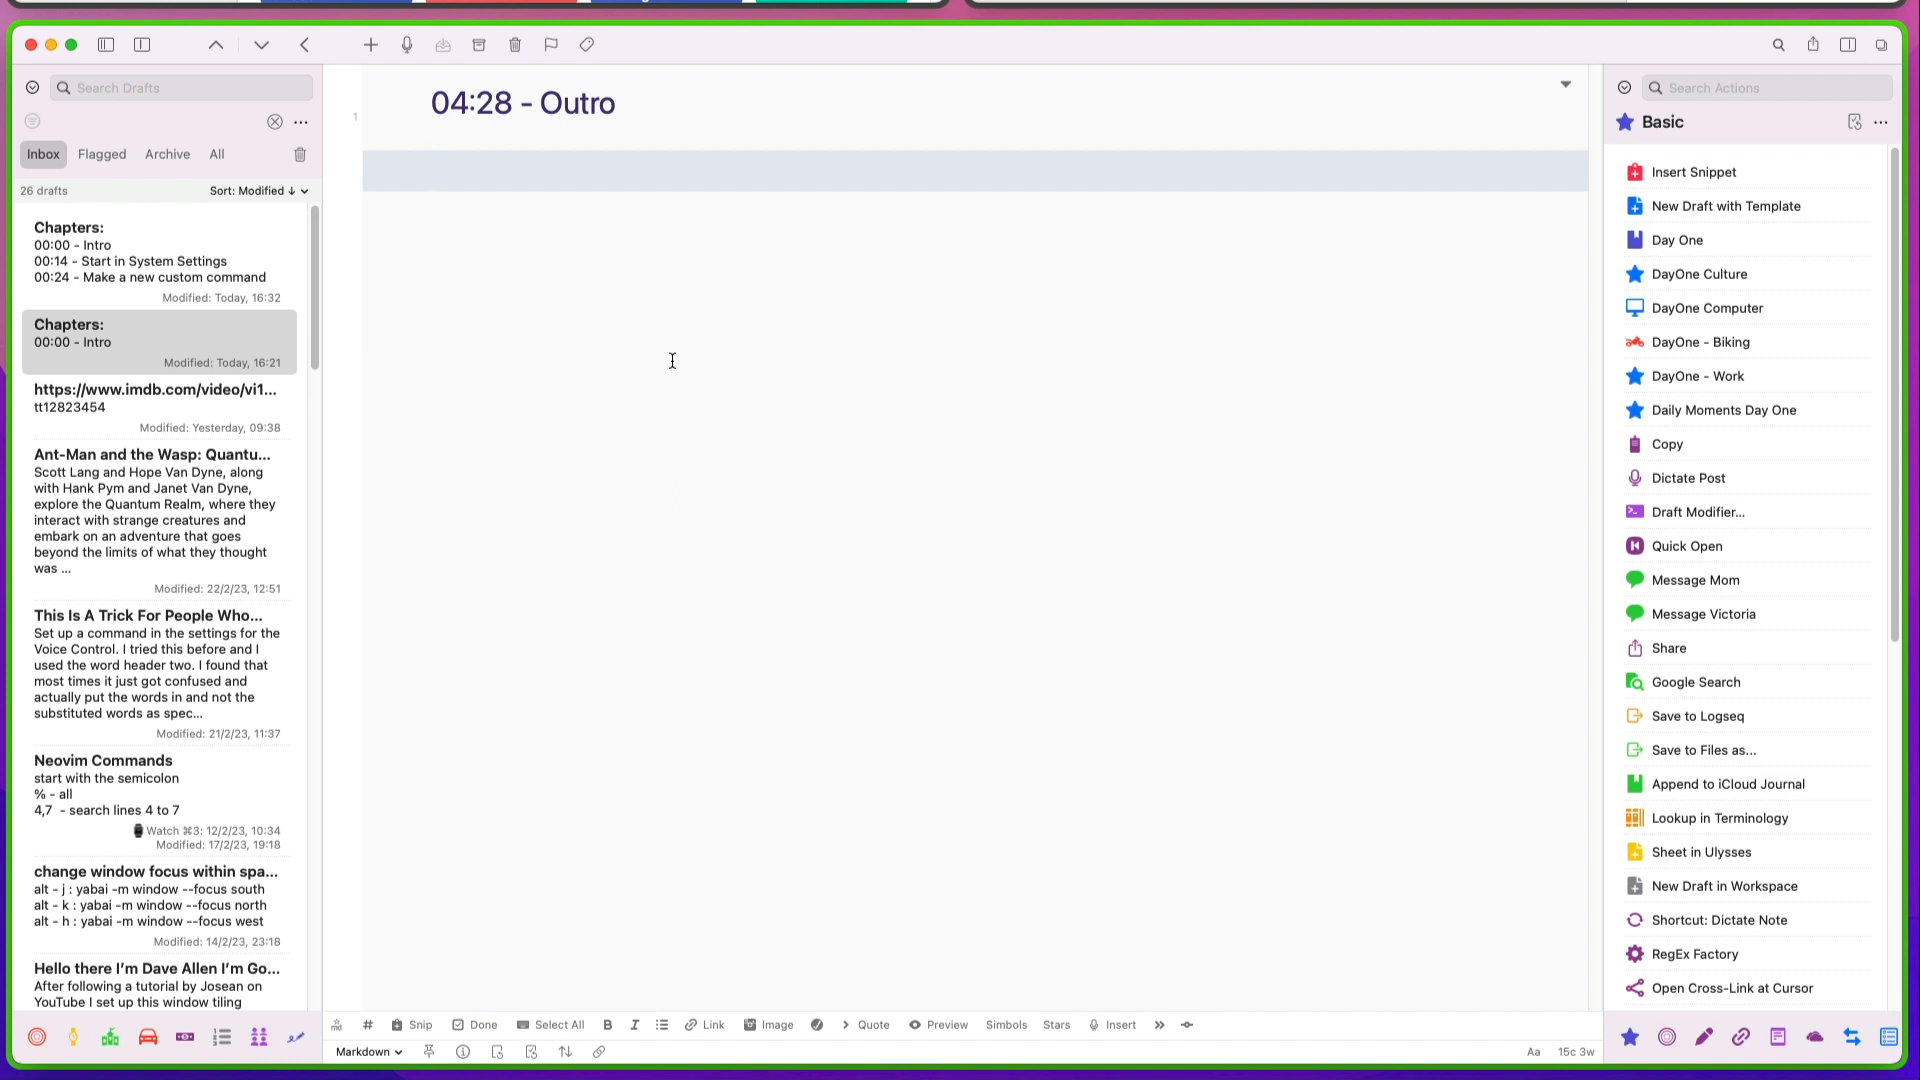 Search Drafts
Inbox
Flagged
Archive
All
26 drafts
Sort: Modified ↓
Chapters:
00:00 - Intro
00:14 - Start in System Settings
00:24 - Make a new custom command
Modified: Today, 16:32
Chapters:
00:00 - Intro
Modified: Today, 16:21
https://www.imdb.com/video/vi1...
tt12823454
Modified: Yesterday, 09:38
Ant-Man and the Wasp: Quantu...
Scott Lang and Hope Van Dyne, along
with Hank Pym and Janet Van Dyne,
explore the Quantum Realm, where they
interact with strange creatures and
embark on an adventure that goes
beyond the limits of what they thought
was ...
Modified: 22/2/23, 12:51
This Is A Trick For People Who...
Set up a command in the settings for the
Voice Control. I tried this before and I
used the word header two. I found that
most times it just got confused and
actually put the words in and not the
substituted words as spec...
Modified: 21/2/23, 11:37
Neovim Commands
start with the semicolon
% - all
4,7 - search lines 4 to 7
Watch ⌘3: 12/2/23, 10:34
Modified: 17/2/23, 19:18
change window focus within spa...
alt - j : yabai -m window --focus south
alt - k : yabai -m window --focus north
alt - h : yabai -m window --focus west
Modified: 14/2/23, 23:18
Hello there I'm Dave Allen I'm Go...
After following a tutorial by Josean on
YouTube I set up this window tiling
1
04:28 - Outro
# Snip Done Select All B I Link Image Quote Preview Symbols Stars Insert
Markdown
Aa 15c 3w
Search Actions
Basic
Insert Snippet
New Draft with Template
Day One
DayOne Culture
DayOne Computer
DayOne - Biking
DayOne - Work
Daily Moments Day One
Copy
Dictate Post
Draft Modifier...
Quick Open
Message Mom
Message Victoria
Share
Google Search
Save to Logseq
Save to Files as...
Append to iCloud Journal
Lookup in Terminology
Sheet in Ulysses
New Draft in Workspace
Shortcut: Dictate Note
RegEx Factory
Open Cross-Link at Cursor